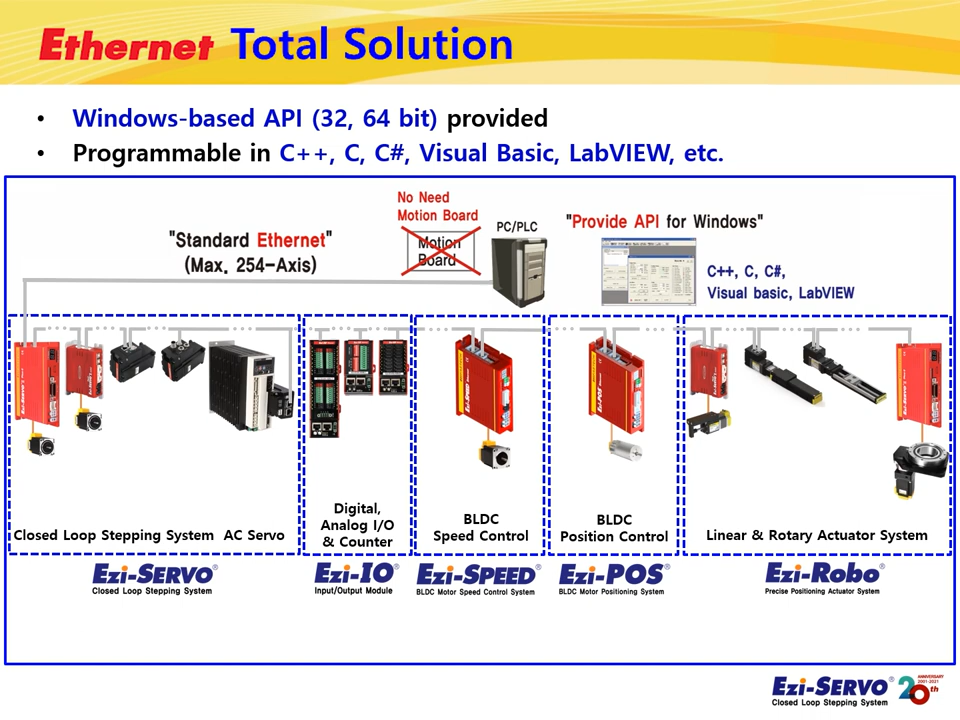 Ethernet Total Solution
• Windows-based API (32, 64 bit) provided
• Programmable in C++, C, C#, Visual Basic, LabVIEW, etc.
No Need
Motion Board
Motion
Board
PC/PLC
"Provide API for Windows"
"Standard Ethernet"
(Max. 254-Axis)
C++, C, C#,
Visual basic, LabVIEW
Closed Loop Stepping System AC Servo
Digital,
Analog I/O
& Counter
BLDC
Speed Control
BLDC
Position Control
Linear & Rotary Actuator System
Ezi-SERVO®
Closed Loop Stepping System
Ezi-IO®
Input/Output Module
Ezi-SPEED®
BLDC Motor Speed Control System
Ezi-POS®
BLDC Motor Positioning System
Ezi-Robo®
Precise Positioning Actuator System
Ezi-SERVO®
Closed Loop Stepping System
20th
ANNIVERSARY
2001-2021